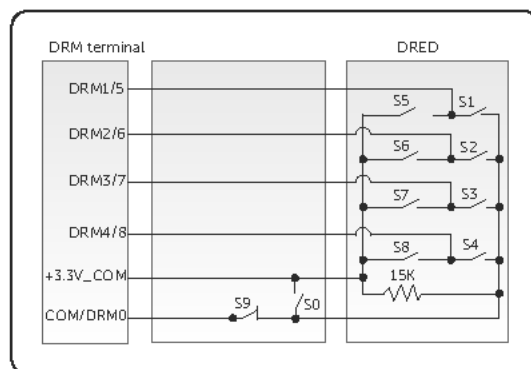 DRM terminal
DRED
DRM1/5
S5
S1
DRM2/6
S6
S2
DRM3/7
S7
S3
DRM4/8
S8
S4
+3.3V_COM
15K
S9
S0
COM/DRM0